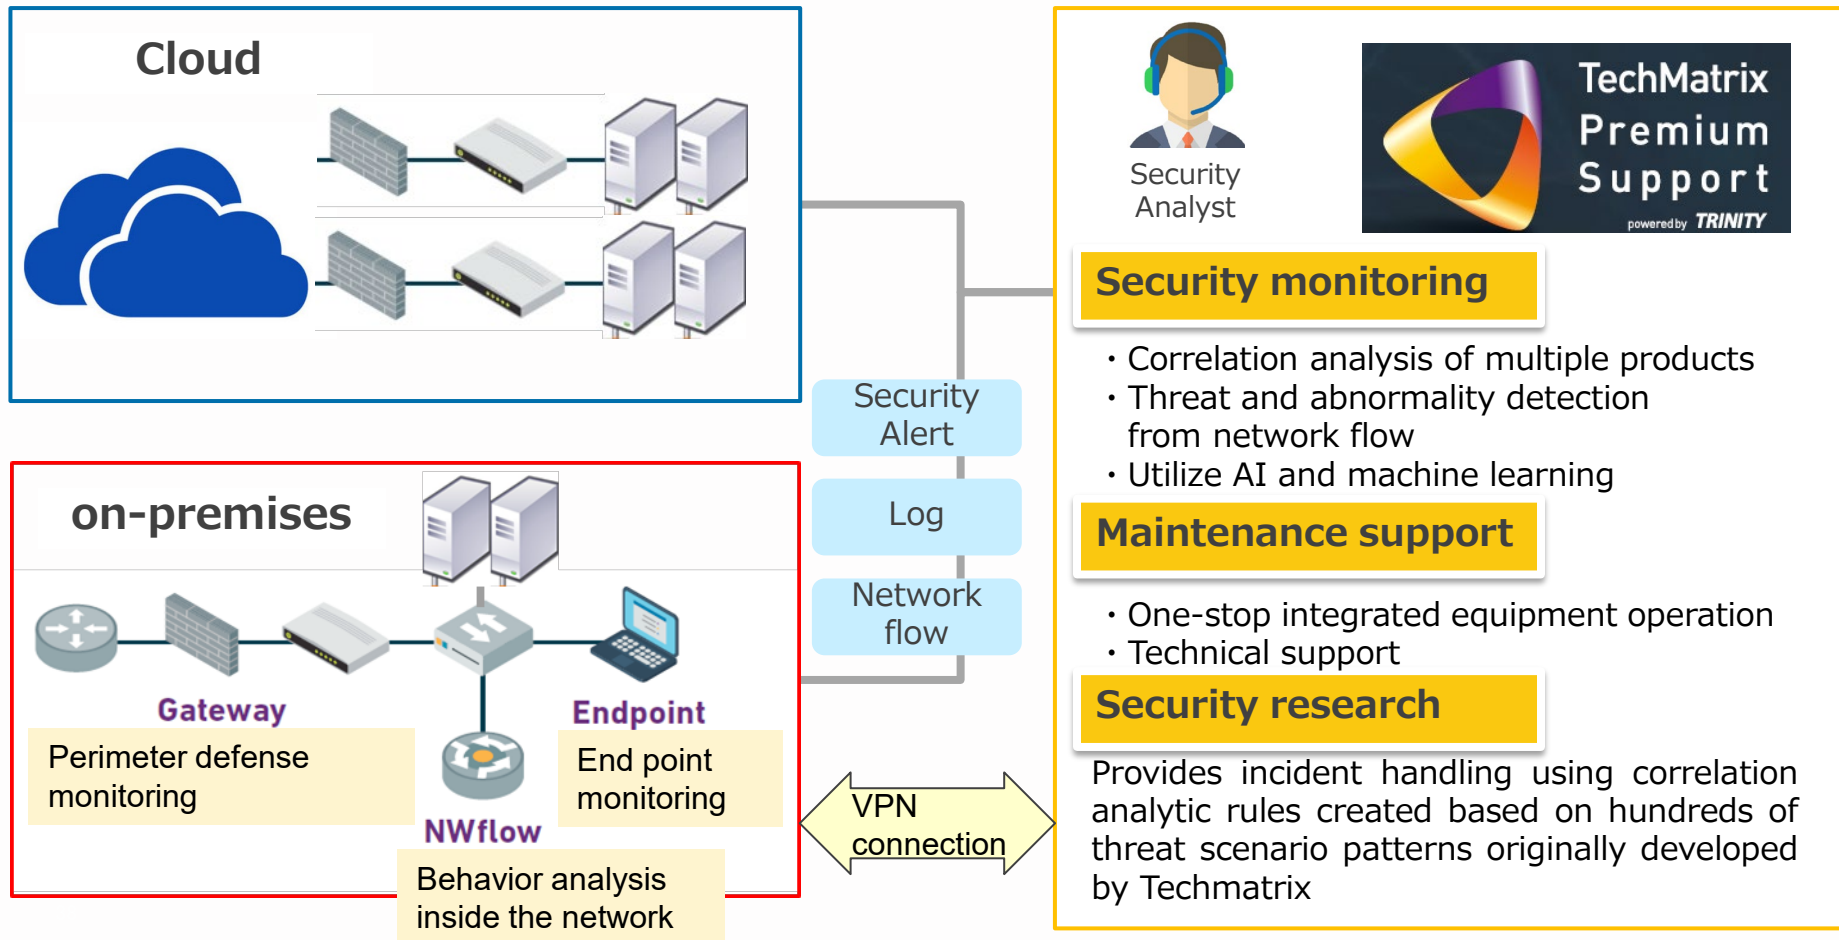 Cloud
on-premises
Gateway
Perimeter defense
monitoring
Endpoint
End point
monitoring
NWflow
Behavior analysis
inside the network
Security
Alert
Log
Network
flow
VPN
connection
Security
Analyst
TechMatrix
Premium
Support
powered by TRINITY
Security monitoring
・Correlation analysis of multiple products
・Threat and abnormality detection
from network flow
・Utilize AI and machine learning
Maintenance support
・One-stop integrated equipment operation
・Technical support
Security research
Provides incident handling using correlation
analytic rules created based on hundreds of
threat scenario patterns originally developed
by Techmatrix